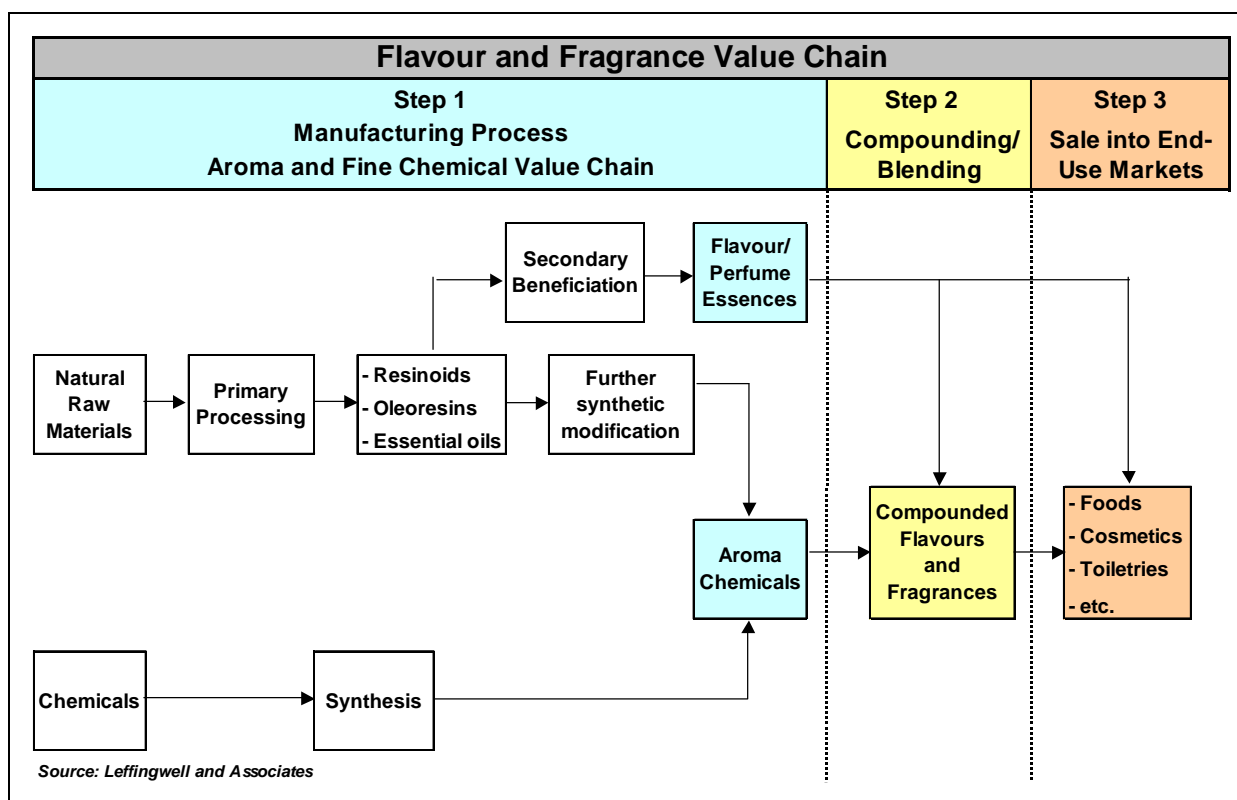 Flavour and Fragrance Value Chain
Step 1
Manufacturing Process
Aroma and Fine Chemical Value Chain
Step 2
Compounding/
Blending
Step 3
Sale into End-
Use Markets
Secondary
Beneficiation
Flavour/
Perfume
Essences
Natural
Raw
Materials
Primary
Processing
- Resinoids
- Oleoresins
- Essential oils
Further
synthetic
modification
Aroma
Chemicals
Compounded
Flavours
and
Fragrances
- Foods
- Cosmetics
- Toiletries
- etc.
Chemicals
Synthesis
Source: Leffingwell and Associates